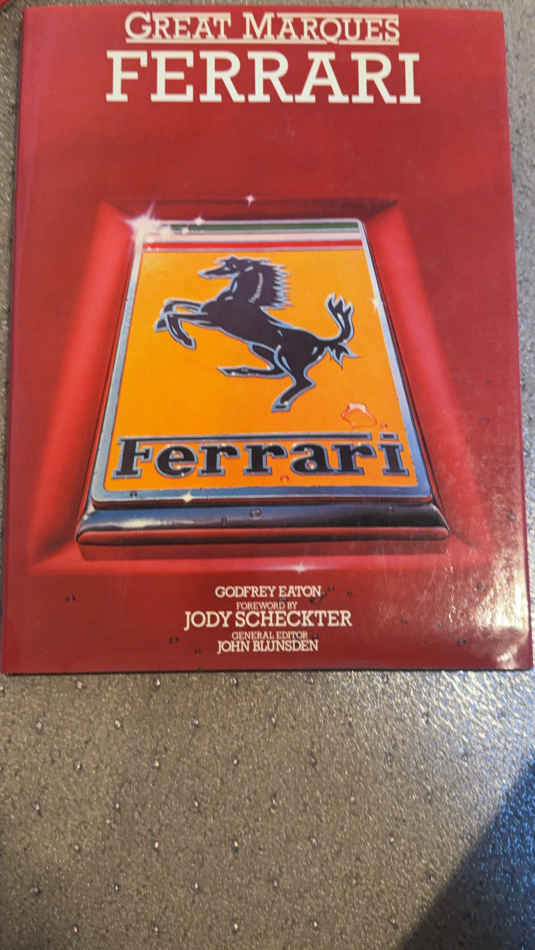 GREAT MARQUES
FERRARI
Ferrari
GODFREY EATON
FOREWORD BY
JODY SCHECKTER
GENERAL EDITOR
JOHN BLUNSDEN